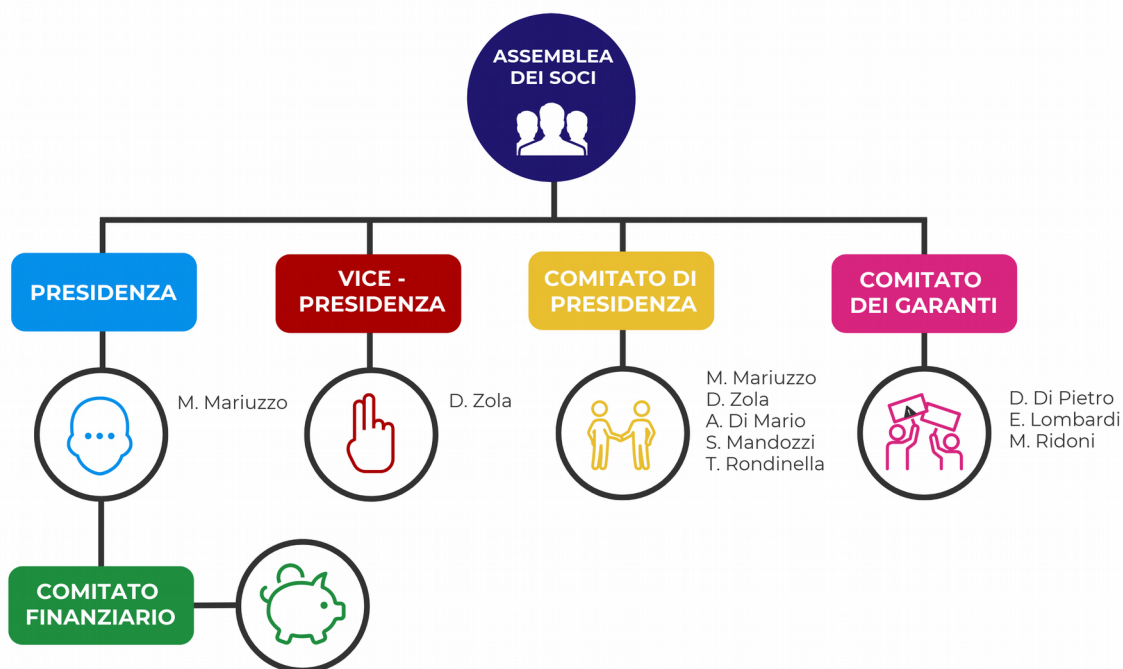 ASSEMBLEA
DEI SOCI
PRESIDENZA
VICE -
PRESIDENZA
COMITATO DI
PRESIDENZA
COMITATO
DEI GARANTI
M. Mariuzzo
D. Zola
M. Mariuzzo
D. Zola
A. Di Mario
S. Mandozzi
T. Rondinella
D. Di Pietro
E. Lombardi
M. Ridoni
COMITATO
FINANZIARIO